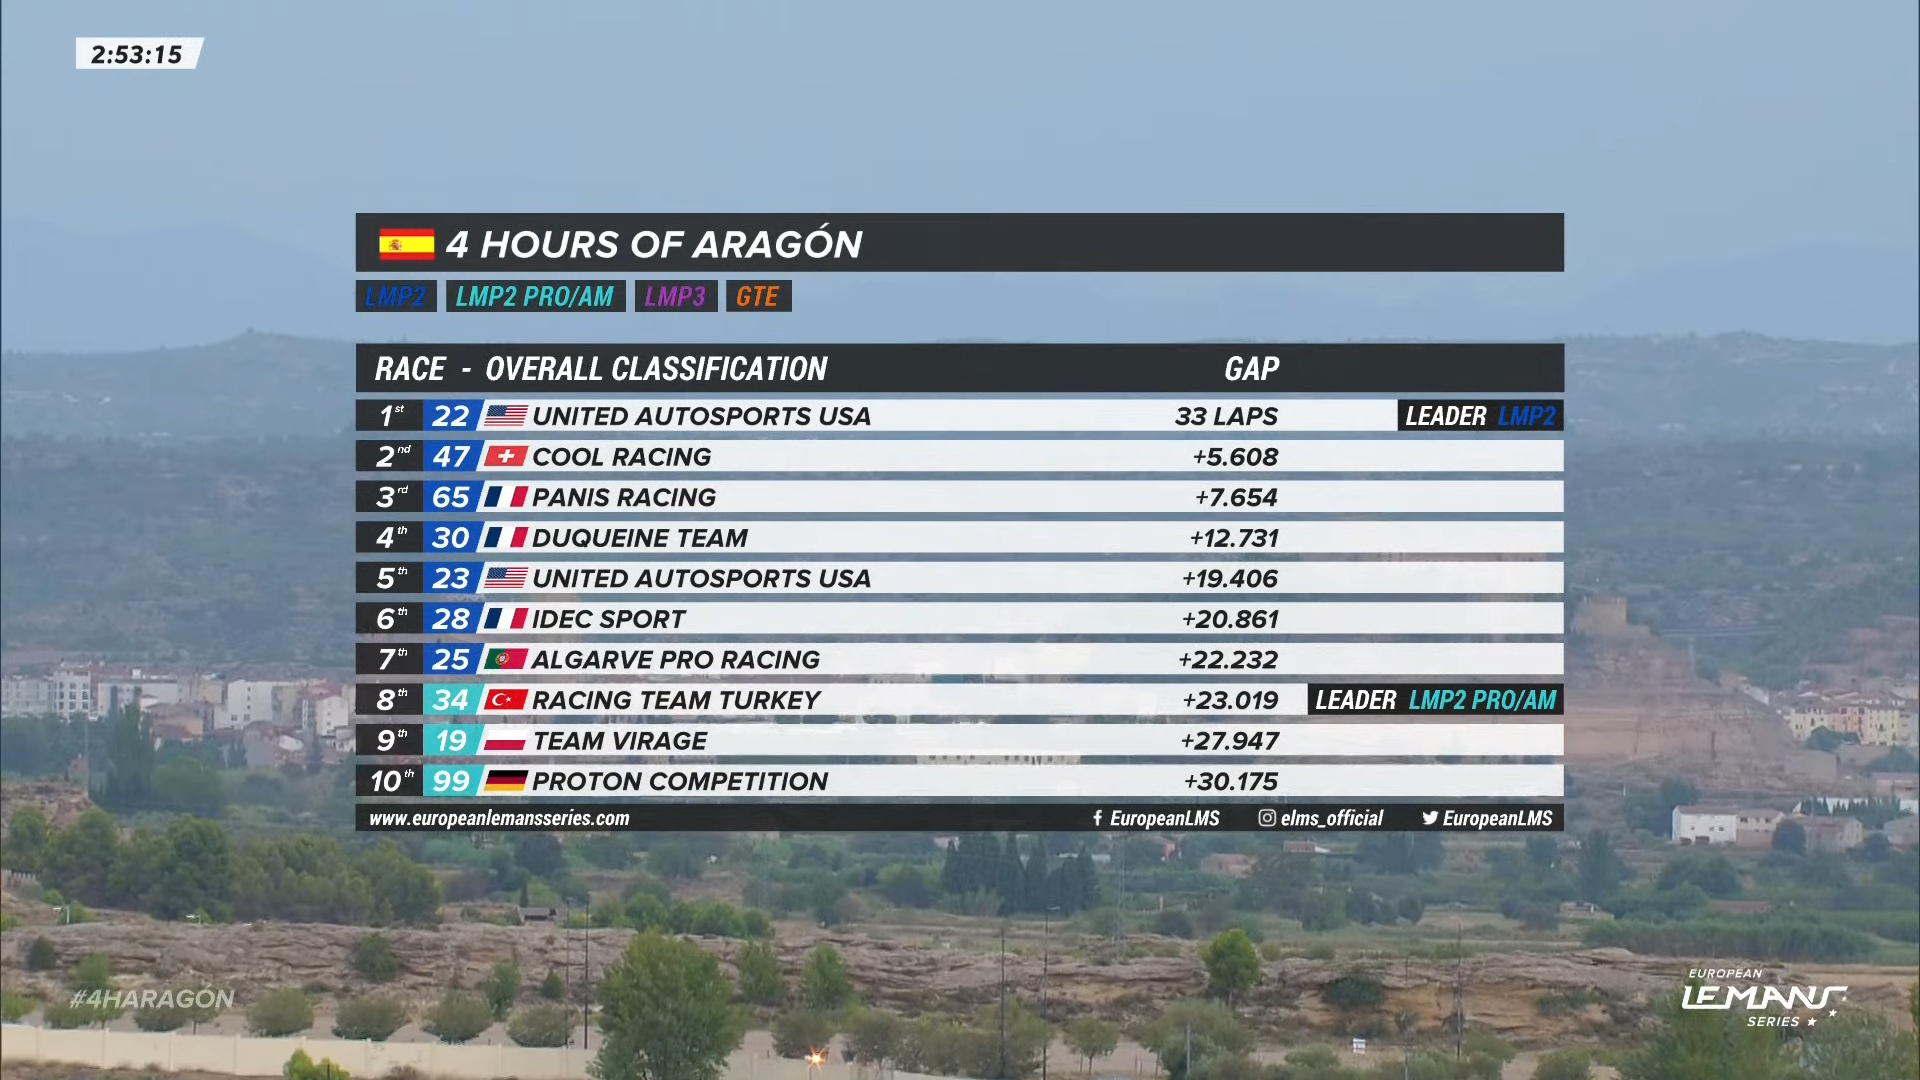 2:53:15
4 HOURS OF ARAGÓN
LMP2 LMP2 PRO/AM LMP3 GTE
RACE - OVERALL CLASSIFICATION GAP
1st 22 UNITED AUTOSPORTS USA 33 LAPS LEADER LMP2
2nd 47 COOL RACING +5.608
3rd 65 PANIS RACING +7.654
4th 30 DUQUEINE TEAM +12.731
5th 23 UNITED AUTOSPORTS USA +19.406
6th 28 IDEC SPORT +20.861
7th 25 ALGARVE PRO RACING +22.232
8th 34 RACING TEAM TURKEY +23.019 LEADER LMP2 PRO/AM
9th 19 TEAM VIRAGE +27.947
10th 99 PROTON COMPETITION +30.175
www.europeanlemansseries.com EuropeanLMS elms_official EuropeanLMS
#4HARAGÓN
EUROPEAN
LE MANS
SERIES